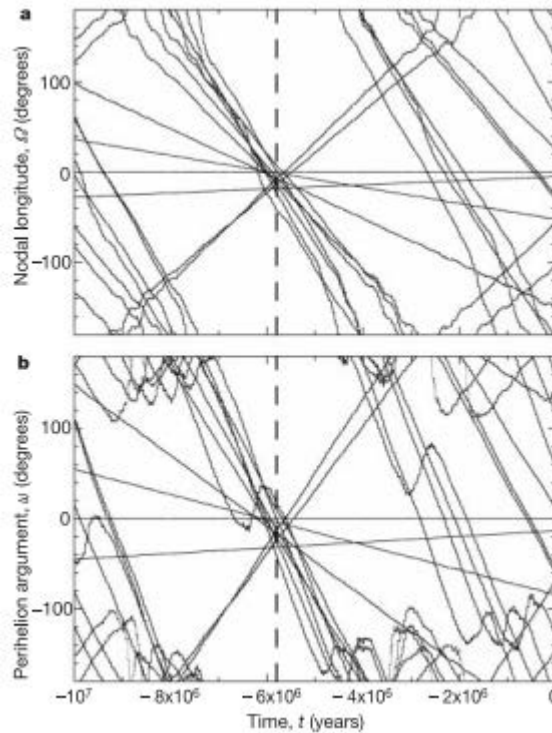 a
Nodal longitude, Ω (degrees)
100
0
−100
b
Perihelion argument, ω (degrees)
100
0
−100
−10⁷
−8x10⁶
−6x10⁶
−4x10⁶
−2x10⁶
0
Time, t (years)